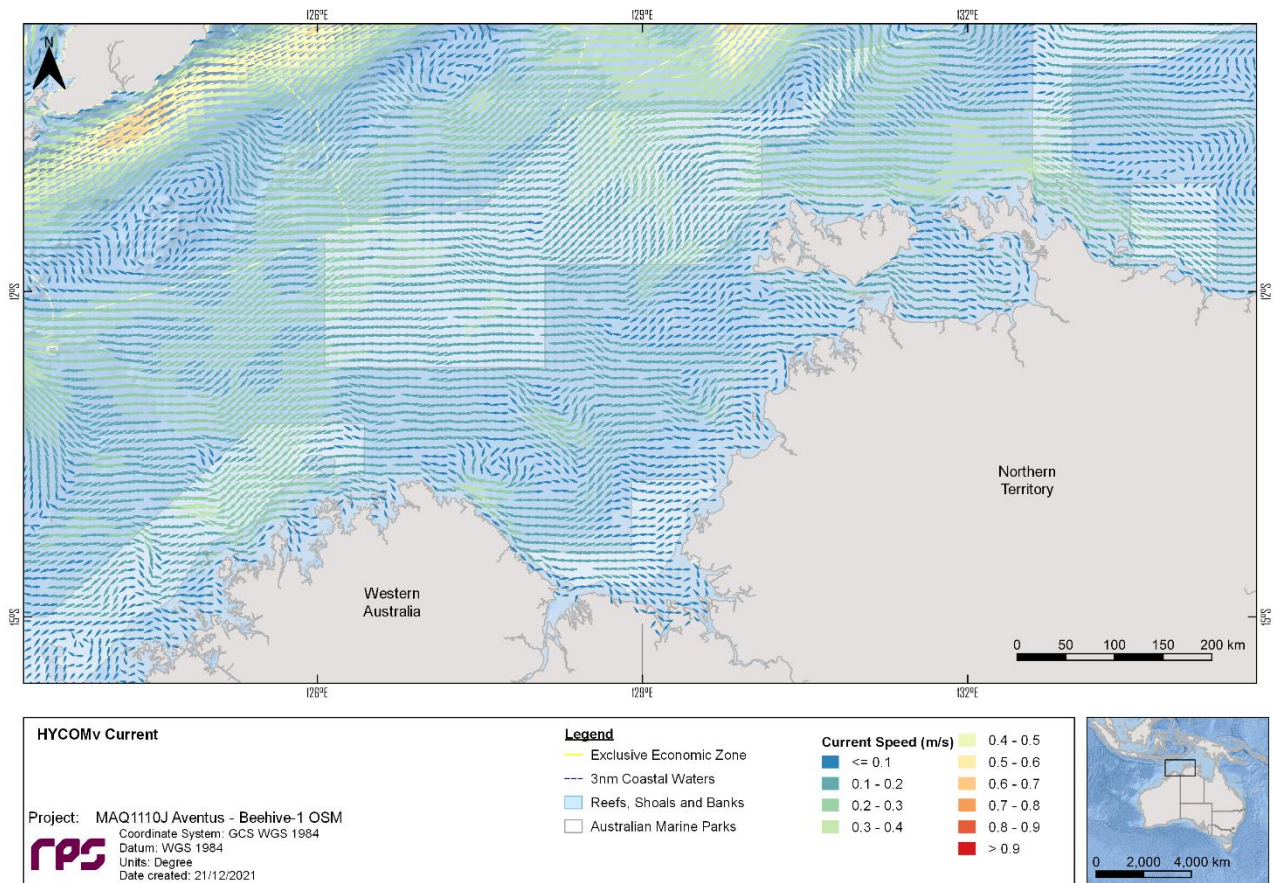 126°E
129°E
132°E
N
12°S
12°S
Northern
Territory
Western
Australia
15°S
15°S
0 50 100 150 200 km
126°E
129°E
132°E
HYCOMv Current
Legend
Exclusive Economic Zone
3nm Coastal Waters
Reefs, Shoals and Banks
Australian Marine Parks
Current Speed (m/s)
<= 0.1
0.1 - 0.2
0.2 - 0.3
0.3 - 0.4
0.4 - 0.5
0.5 - 0.6
0.6 - 0.7
0.7 - 0.8
0.8 - 0.9
> 0.9
Project: MAQ1110J Aventus - Beehive-1 OSM
rps
Coordinate System: GCS WGS 1984
Datum: WGS 1984
Units: Degree
Date created: 21/12/2021
0 2,000 4,000 km